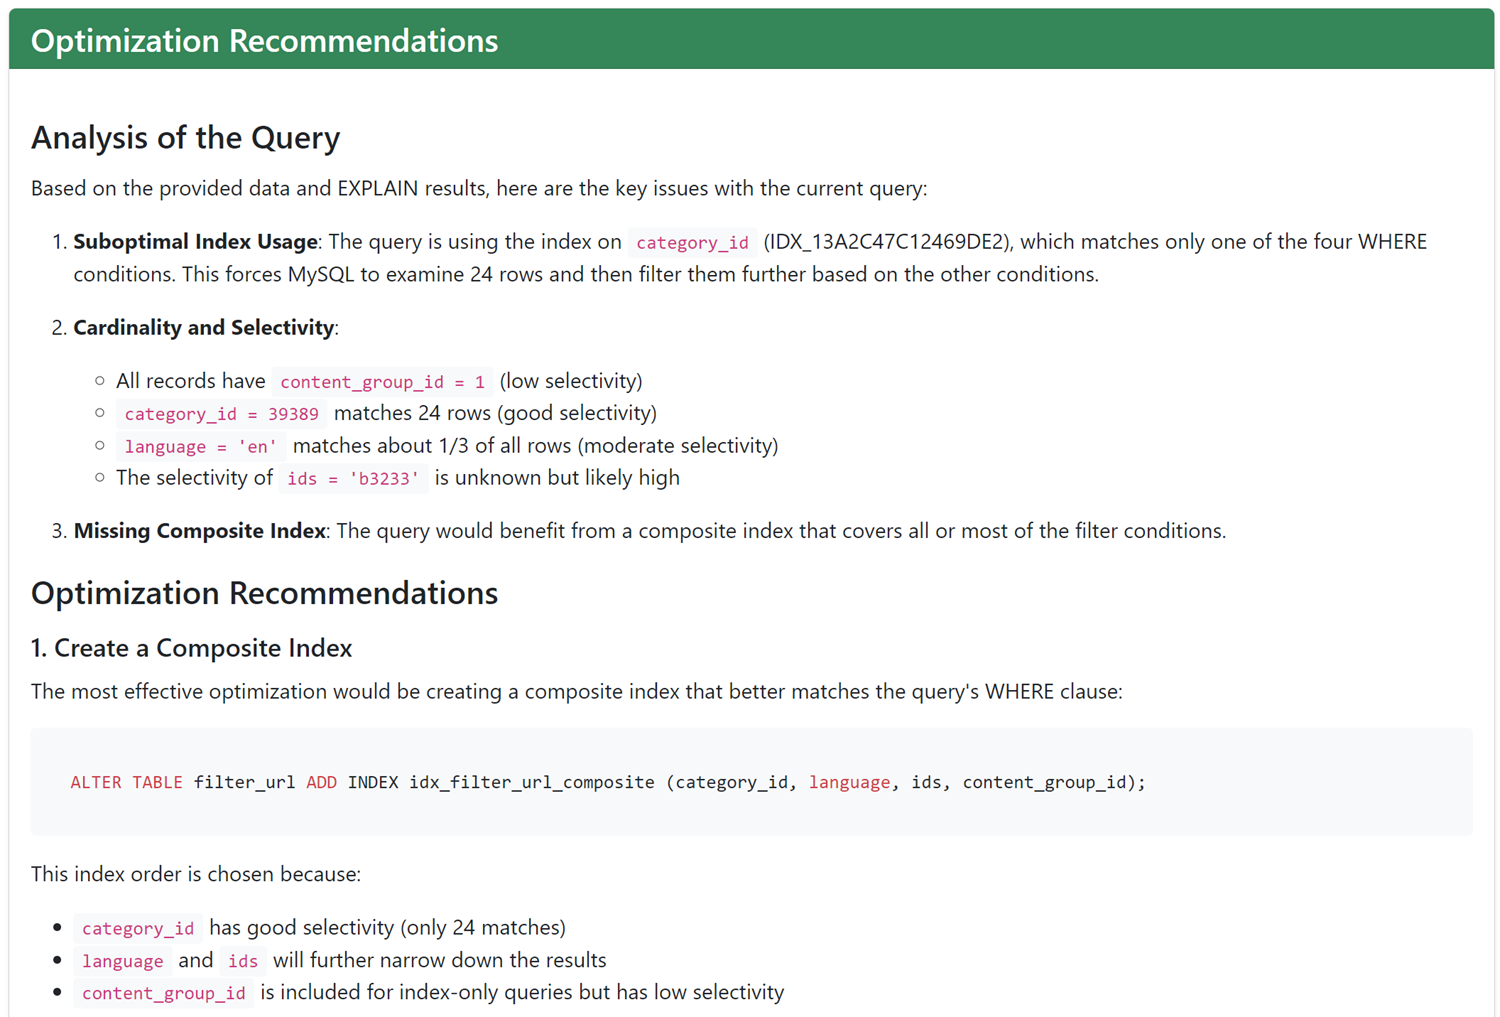 Optimization Recommendations
Analysis of the Query
Based on the provided data and EXPLAIN results, here are the key issues with the current query:
1. Suboptimal Index Usage: The query is using the index on category_id (IDX_13A2C47C12469DE2), which matches only one of the four WHERE
conditions. This forces MySQL to examine 24 rows and then filter them further based on the other conditions.
2. Cardinality and Selectivity:
○ All records have content_group_id = 1 (low selectivity)
○ category_id = 39389 matches 24 rows (good selectivity)
○ language = 'en' matches about 1/3 of all rows (moderate selectivity)
○ The selectivity of ids = 'b3233' is unknown but likely high
3. Missing Composite Index: The query would benefit from a composite index that covers all or most of the filter conditions.
Optimization Recommendations
1. Create a Composite Index
The most effective optimization would be creating a composite index that better matches the query's WHERE clause:
ALTER TABLE filter_url ADD INDEX idx_filter_url_composite (category_id, language, ids, content_group_id);
This index order is chosen because:
• category_id has good selectivity (only 24 matches)
• language and ids will further narrow down the results
• content_group_id is included for index-only queries but has low selectivity